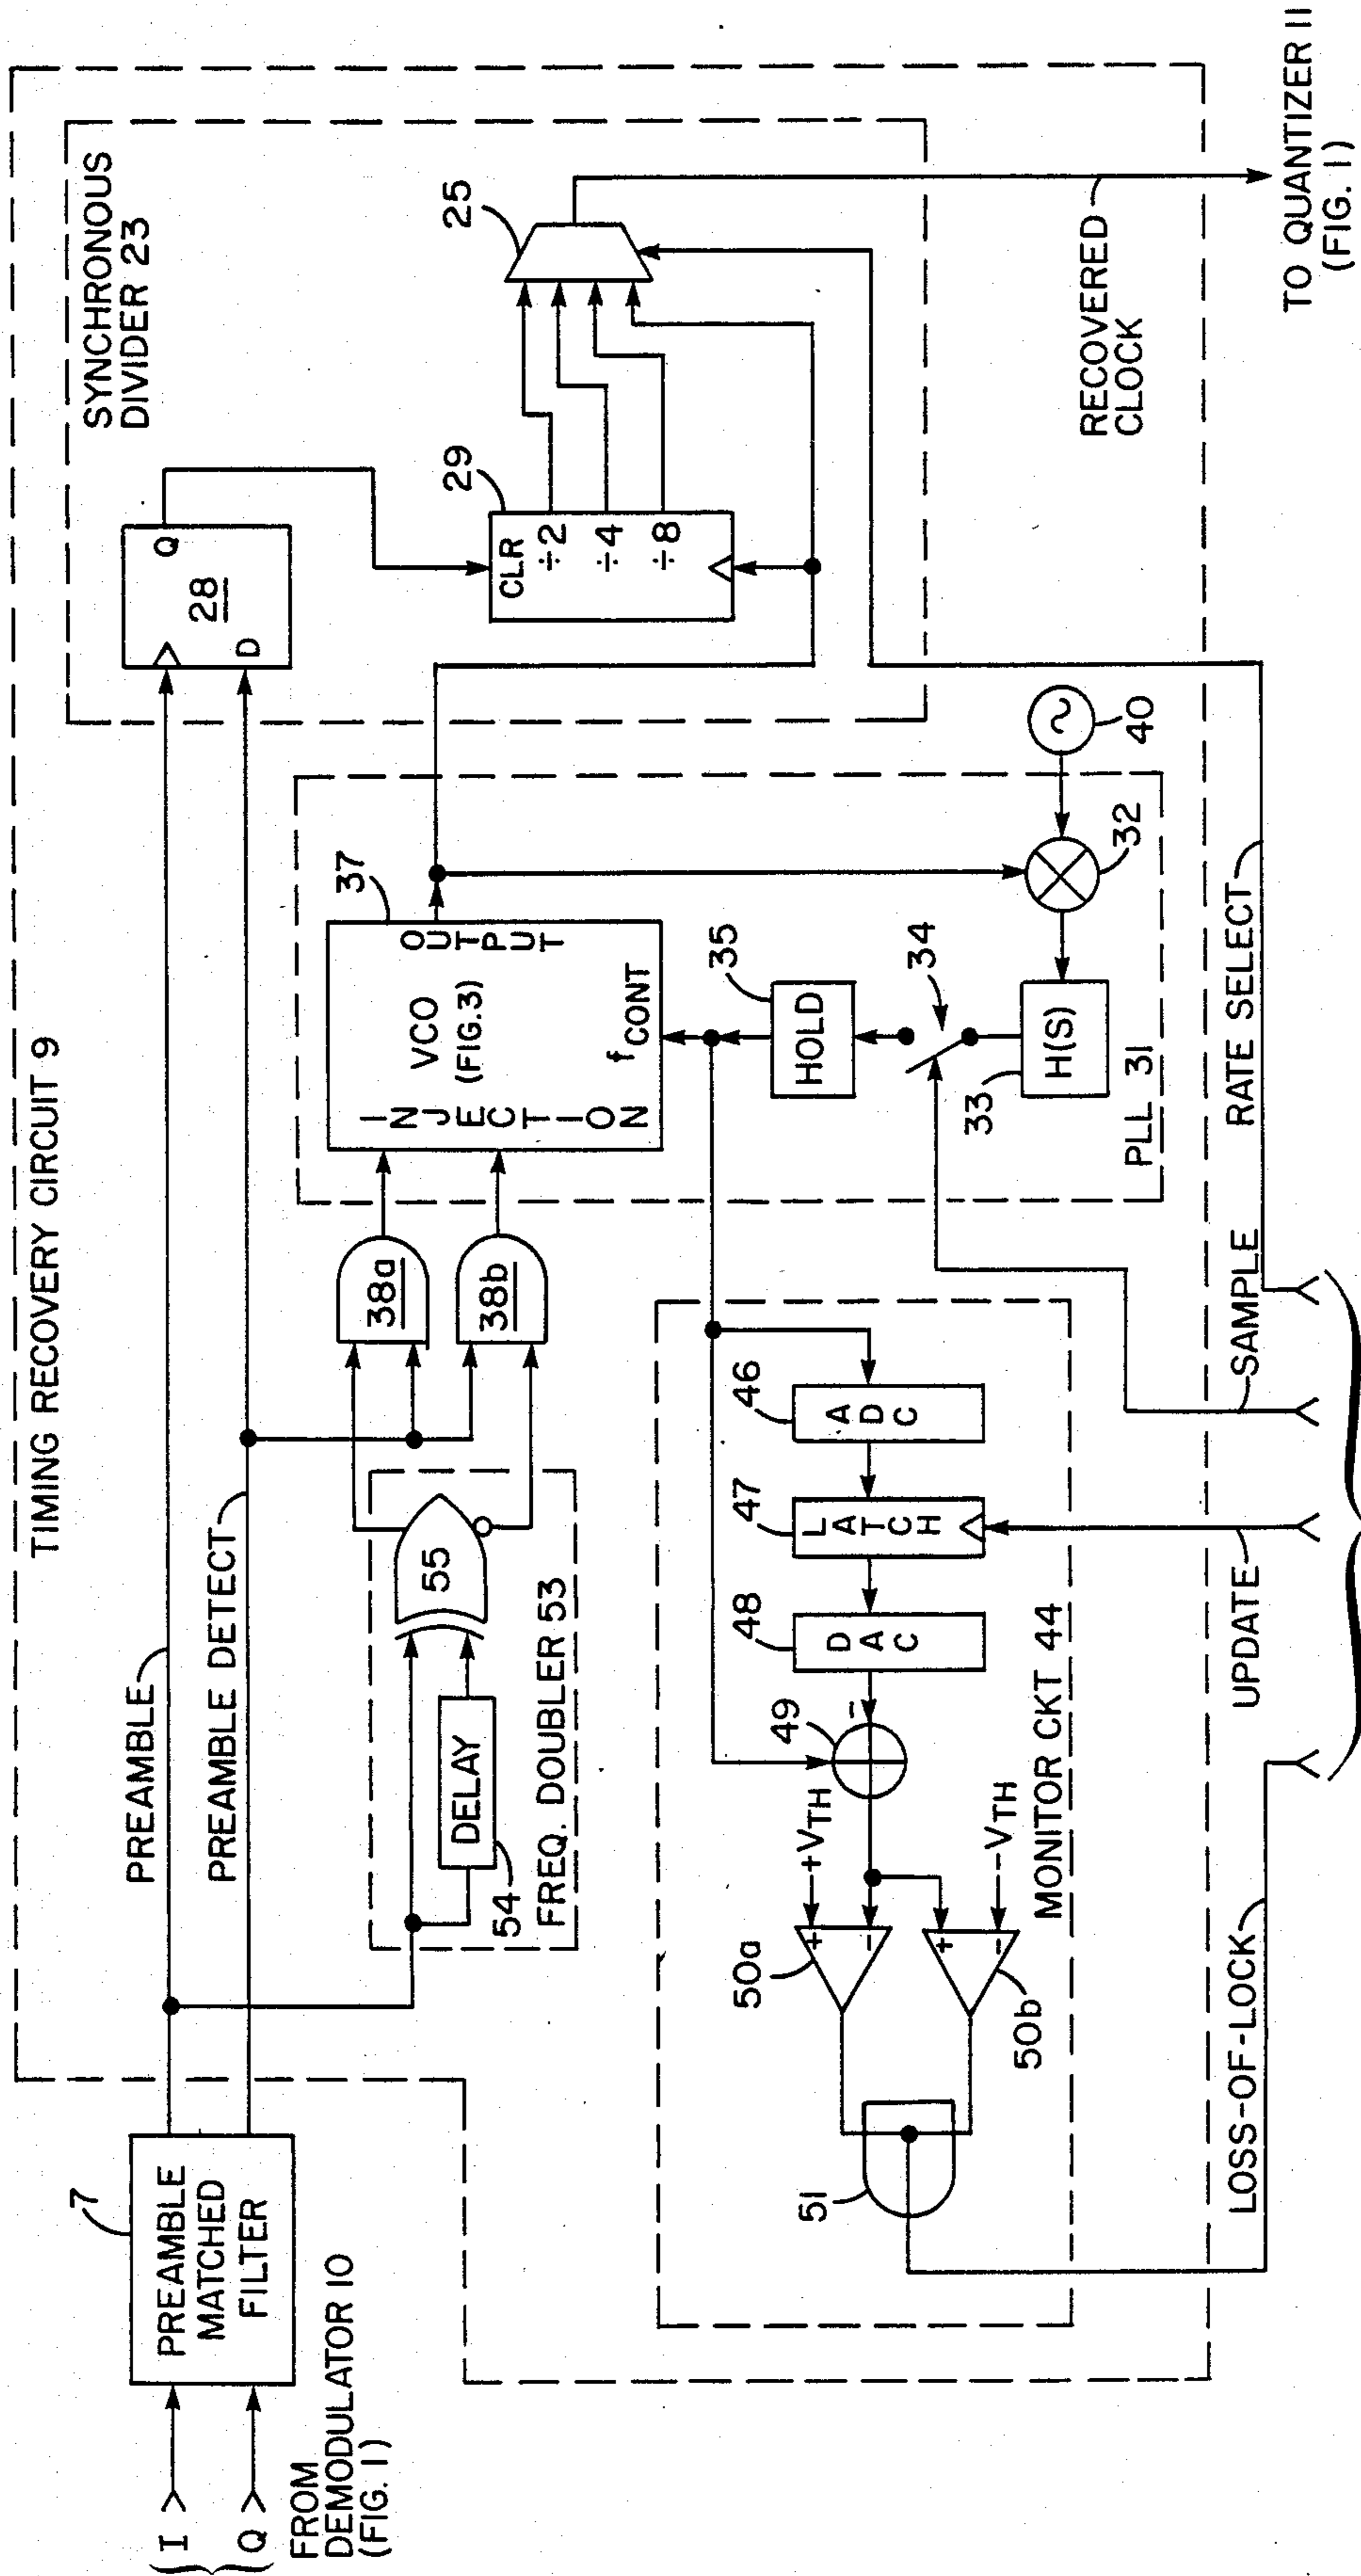 TIMING RECOVERY CIRCUIT 9
I
Q
FROM
DEMODULATOR 10
(FIG. 1)
7
PREAMBLE
MATCHED
FILTER
PREAMBLE
PREAMBLE DETECT
54
DELAY
55
FREQ. DOUBLER 53
38a
38b
INJECTION
VCO
(FIG.3)
OUTPUT
fCONT
37
35
HOLD
34
33
H(S)
32
40
PLL 31
SYNCHRONOUS
DIVIDER 23
28
D
Q
29
CLR
÷2
÷4
÷8
25
RECOVERED
CLOCK
TO QUANTIZER 11
(FIG. 1)
51
50a
+
-
50b
+
-
+VTH
-VTH
49
-
48
DAC
47
LATCH
46
ADC
MONITOR CKT 44
LOSS-OF-LOCK
UPDATE
SAMPLE
RATE SELECT